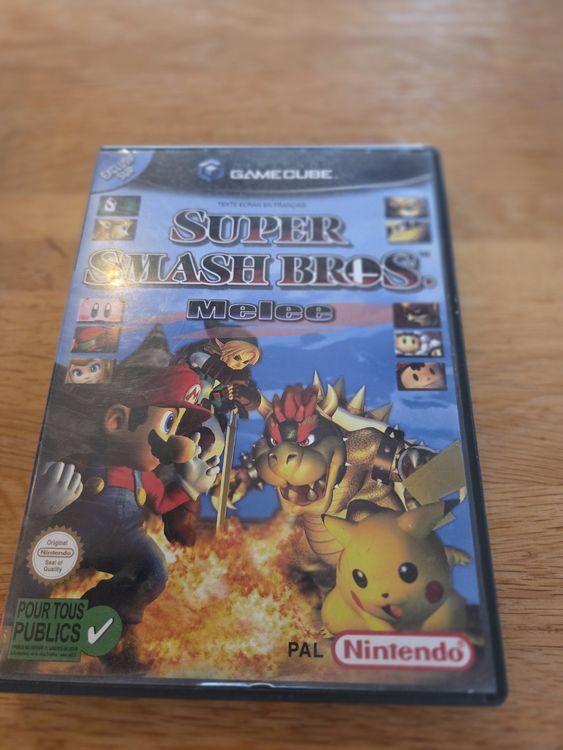 GAMECUBE
TEXTE ECRAN EN FRANÇAIS
SUPER
SMASH BROS.™
Melee
Original
Nintendo
Seal of
Quality
POUR TOUS
PUBLICS
PAL
Nintendo